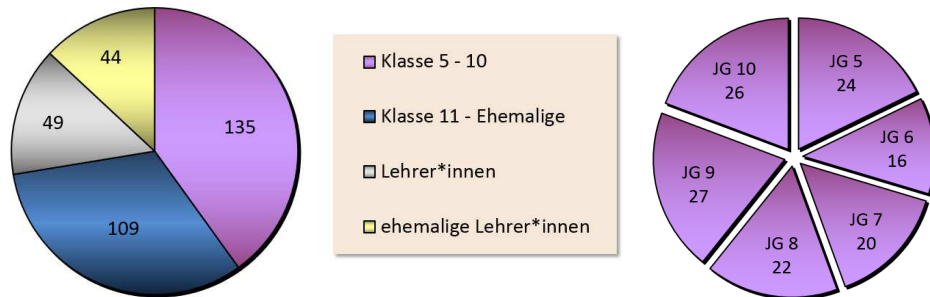 44
135
49
109
Klasse 5 - 10
Klasse 11 - Ehemalige
Lehrer*innen
ehemalige Lehrer*innen
JG 10
26
JG 5
24
JG 6
16
JG 9
27
JG 7
20
JG 8
22